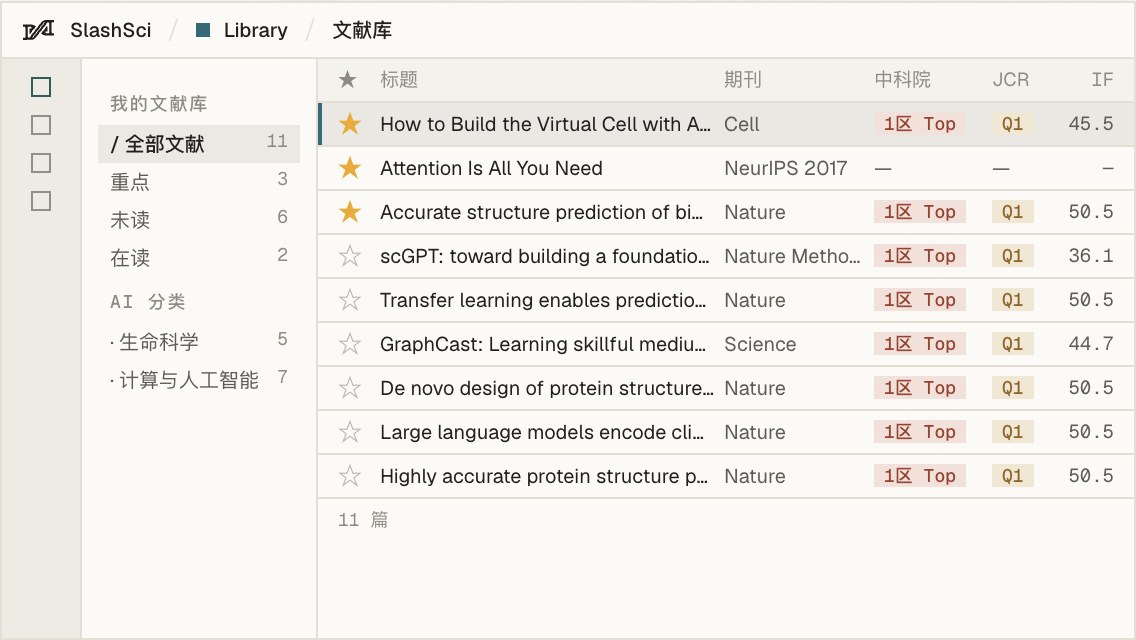 SlashSci / Library / 文献库
我的文献库
/ 全部文献 11
重点 3
未读 6
在读 2
AI 分类
· 生命科学 5
· 计算与人工智能 7
★ 标题 期刊 中科院 JCR IF
How to Build the Virtual Cell with A… Cell 1区 Top Q1 45.5
Attention Is All You Need NeurIPS 2017 — — —
Accurate structure prediction of bi… Nature 1区 Top Q1 50.5
scGPT: toward building a foundatio… Nature Metho… 1区 Top Q1 36.1
Transfer learning enables predictio… Nature 1区 Top Q1 50.5
GraphCast: Learning skillful mediu… Science 1区 Top Q1 44.7
De novo design of protein structure… Nature 1区 Top Q1 50.5
Large language models encode cli… Nature 1区 Top Q1 50.5
Highly accurate protein structure p… Nature 1区 Top Q1 50.5
11 篇